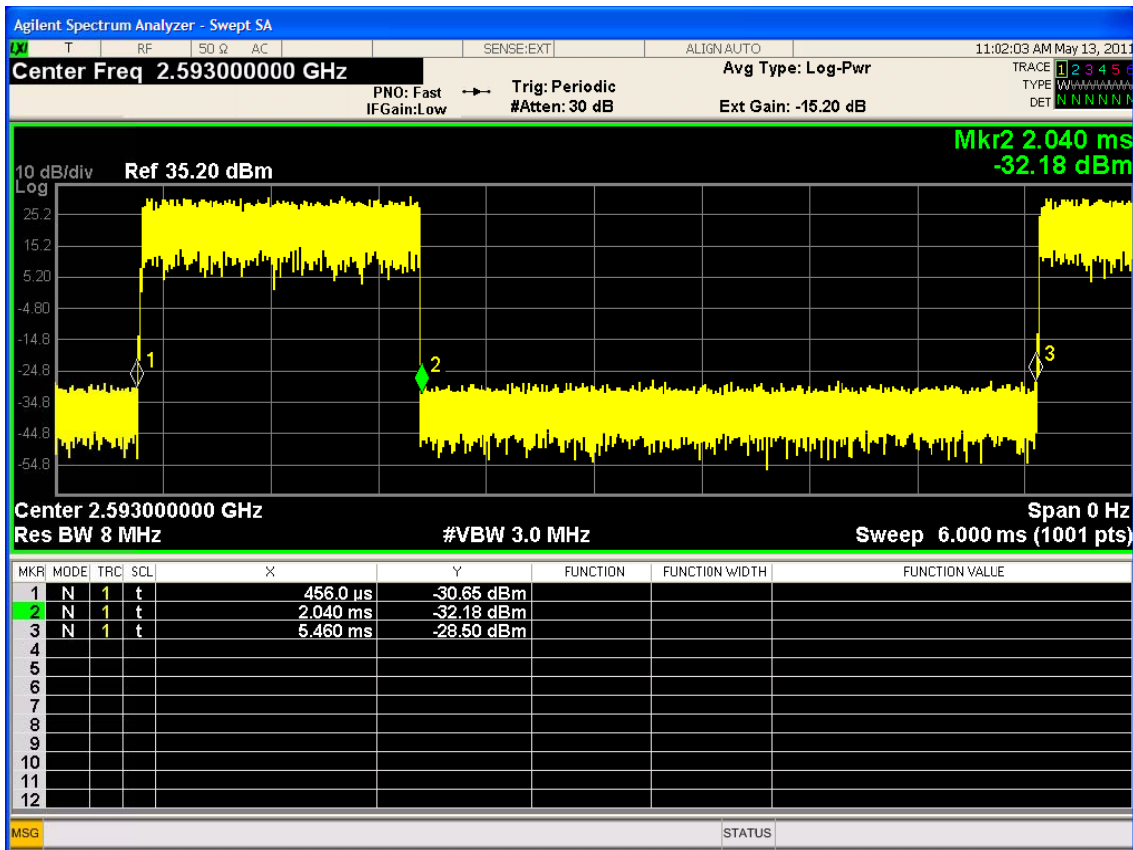 Agilent Spectrum Analyzer - Swept SA
LXI T RF 50 Ω AC SENSE:EXT ALIGN AUTO 11:02:03 AM May 13, 2011
Center Freq 2.593000000 GHz
Avg Type: Log-Pwr
TRACE 1 2 3 4 5 6
PNO: Fast Trig: Periodic
TYPE WWWWWW
IFGain:Low #Atten: 30 dB Ext Gain: -15.20 dB
DET N N N N N N
Mkr2 2.040 ms
-32.18 dBm
10 dB/div Ref 35.20 dBm
Log
25.2
15.2
5.20
-4.80
-14.8
-24.8
-34.8
-44.8
-54.8
1
2
3
Center 2.593000000 GHz Span 0 Hz
Res BW 8 MHz #VBW 3.0 MHz Sweep 6.000 ms (1001 pts)
MKR MODE TRC SCL X Y FUNCTION FUNCTION WIDTH FUNCTION VALUE
1 N 1 t 456.0 µs -30.65 dBm
2 N 1 t 2.040 ms -32.18 dBm
3 N 1 t 5.460 ms -28.50 dBm
4
5
6
7
8
9
10
11
12
MSG STATUS